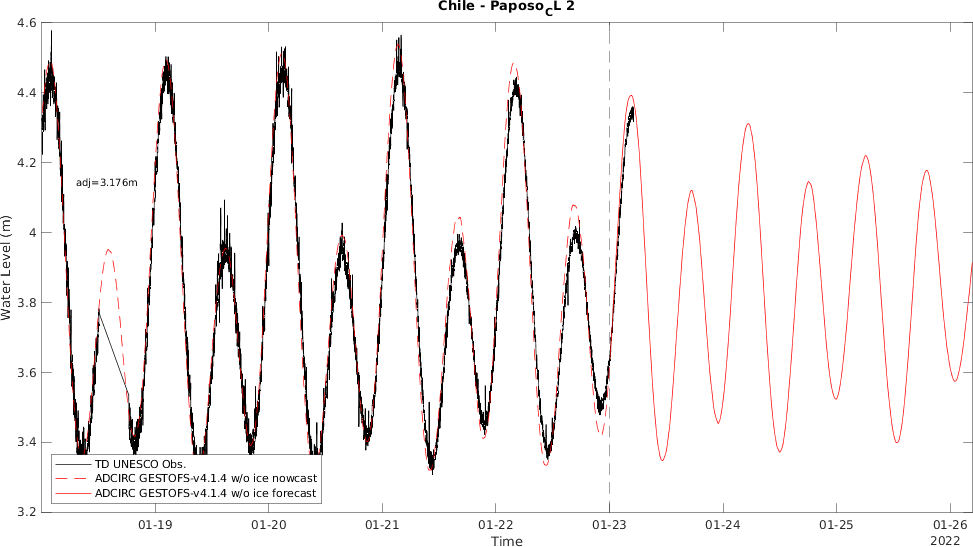 Chile - Paposo_CL 2
4.6
4.4
4.2
4
3.8
3.6
3.4
3.2
Water Level (m)
adj=3.176m
TD UNESCO Obs.
ADCIRC GESTOFS-v4.1.4 w/o ice nowcast
ADCIRC GESTOFS-v4.1.4 w/o ice forecast
01-19 01-20 01-21 01-22 01-23 01-24 01-25 01-26
Time 2022